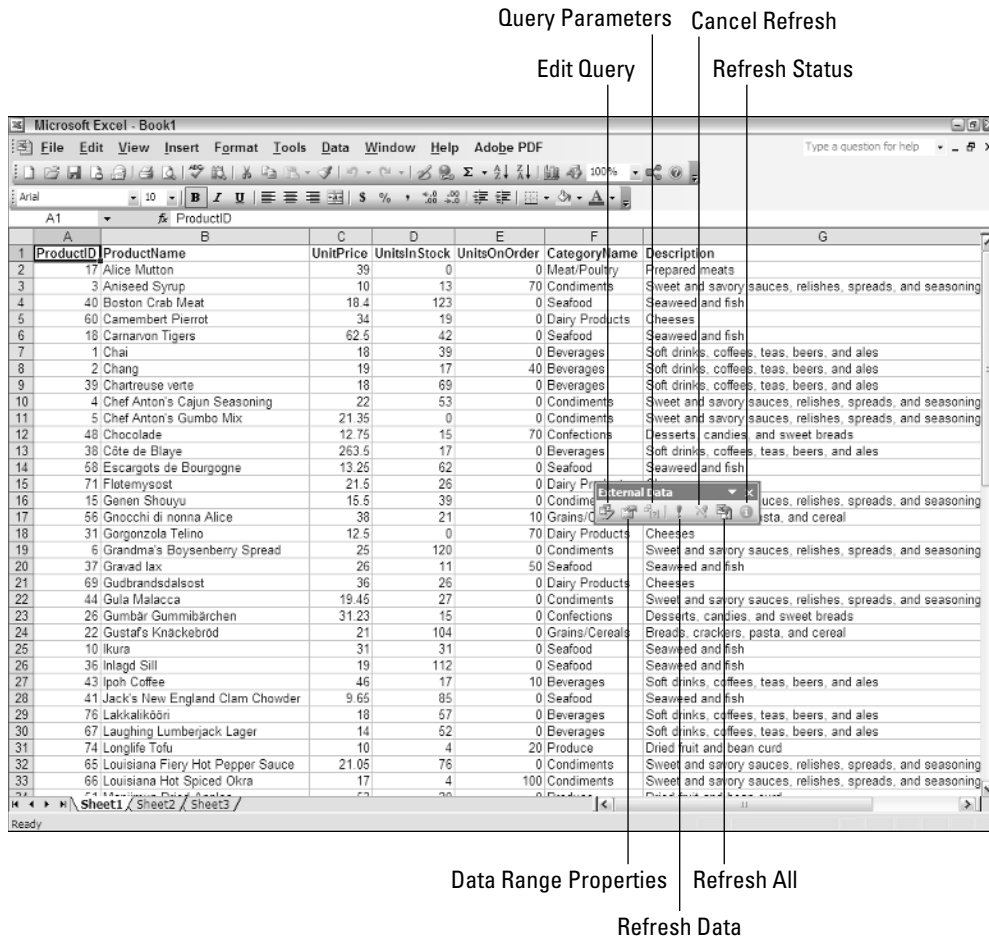 Query Parameters Cancel Refresh
Edit Query Refresh Status
Microsoft Excel - Book1
File Edit View Insert Format Tools Data Window Help Adobe PDF Type a question for help
100%
Arial 10 B I U $ % , A
A1 fx ProductID
A B C D E F G
1 ProductID ProductName UnitPrice UnitsInStock UnitsOnOrder CategoryName Description
2 17 Alice Mutton 39 0 0 Meat/Poultry Prepared meats
3 3 Aniseed Syrup 10 13 70 Condiments Sweet and savory sauces, relishes, spreads, and seasoning
4 40 Boston Crab Meat 18.4 123 0 Seafood Seaweed and fish
5 60 Camembert Pierrot 34 19 0 Dairy Products Cheeses
6 18 Carnarvon Tigers 62.5 42 0 Seafood Seaweed and fish
7 1 Chai 18 39 0 Beverages Soft drinks, coffees, teas, beers, and ales
8 2 Chang 19 17 40 Beverages Soft drinks, coffees, teas, beers, and ales
9 39 Chartreuse verte 18 69 0 Beverages Soft drinks, coffees, teas, beers, and ales
10 4 Chef Anton's Cajun Seasoning 22 53 0 Condiments Sweet and savory sauces, relishes, spreads, and seasoning
11 5 Chef Anton's Gumbo Mix 21.35 0 0 Condiments Sweet and savory sauces, relishes, spreads, and seasoning
12 48 Chocolade 12.75 15 70 Confections Desserts, candies, and sweet breads
13 38 Côte de Blaye 263.5 17 0 Beverages Soft drinks, coffees, teas, beers, and ales
14 58 Escargots de Bourgogne 13.25 62 0 Seafood Seaweed and fish
15 71 Fløtemysost 21.5 26 0 Dairy
External Data
16 15 Genen Shouyu 15.5 39 0 Condime uces, relishes, spreads, and seasoning
17 56 Gnocchi di nonna Alice 38 21 10 Grains/C asta, and cereal
18 31 Gorgonzola Telino 12.5 0 70 Dairy Products Cheeses
19 6 Grandma's Boysenberry Spread 25 120 0 Condiments Sweet and savory sauces, relishes, spreads, and seasoning
20 37 Gravad lax 26 11 50 Seafood Seaweed and fish
21 69 Gudbrandsdalsost 36 26 0 Dairy Products Cheeses
22 44 Gula Malacca 19.45 27 0 Condiments Sweet and savory sauces, relishes, spreads, and seasoning
23 26 Gumbär Gummibärchen 31.23 15 0 Confections Desserts, candies, and sweet breads
24 22 Gustaf's Knäckebröd 21 104 0 Grains/Cereals Breads, crackers, pasta, and cereal
25 10 Ikura 31 31 0 Seafood Seaweed and fish
26 36 Inlagd Sill 19 112 0 Seafood Seaweed and fish
27 43 Ipoh Coffee 46 17 10 Beverages Soft drinks, coffees, teas, beers, and ales
28 41 Jack's New England Clam Chowder 9.65 85 0 Seafood Seaweed and fish
29 76 Lakkalikööri 18 57 0 Beverages Soft drinks, coffees, teas, beers, and ales
30 67 Laughing Lumberjack Lager 14 52 0 Beverages Soft drinks, coffees, teas, beers, and ales
31 74 Longlife Tofu 10 4 20 Produce Dried fruit and bean curd
32 65 Louisiana Fiery Hot Pepper Sauce 21.05 76 0 Condiments Sweet and savory sauces, relishes, spreads, and seasoning
33 66 Louisiana Hot Spiced Okra 17 4 100 Condiments Sweet and savory sauces, relishes, spreads, and seasoning
Sheet1 Sheet2 Sheet3
Ready
Data Range Properties Refresh All
Refresh Data